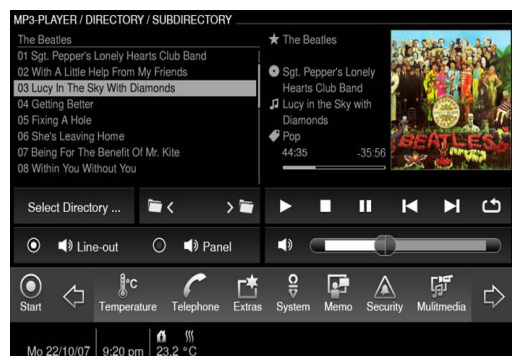 MP3-PLAYER / DIRECTORY / SUBDIRECTORY
The Beatles
01 Sgt. Pepper's Lonely Hearts Club Band
02 With A Little Help From My Friends
03 Lucy In The Sky With Diamonds
04 Getting Better
05 Fixing A Hole
06 She's Leaving Home
07 Being For The Benefit Of Mr. Kite
08 Within You Without You
The Beatles
Sgt. Pepper's Lonely
Hearts Club Band
Lucy in the Sky with
Diamonds
Pop
44:35 -35:56
BEATLES
Select Directory ... < >
Line-out Panel
°C
Start Temperature Telephone Extras System Memo Security Mulitmedia
Mo 22/10/07 9:20 pm 23.2 °C